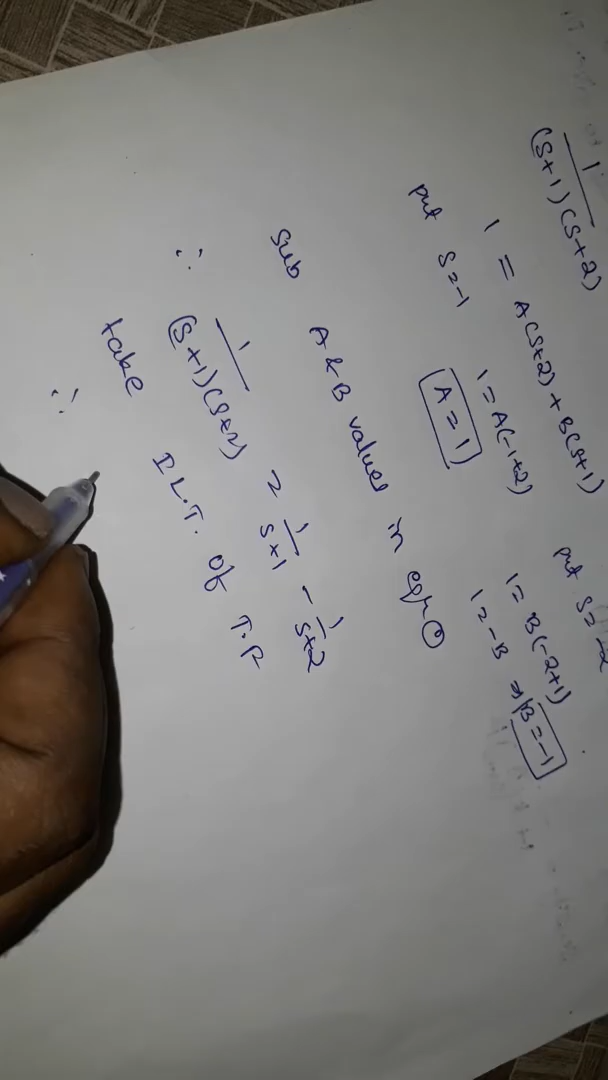 1
(S+1)(S+2)
1 = A(S+2) + B(S+1)
put S=-1
1 = A(-1+2)
A = 1
put S=-2
1 = B(-2+1)
1 = -B ⇒ B = -1
sub A & B values in eqn ①
∴ 1/(S+1)(S+2) = 1/S+1 - 1/S+2
take I.L.T. of T.F
∴